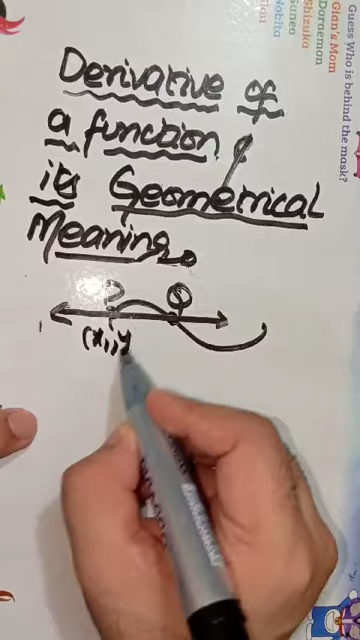 Guess Who is behind the mask?
Gian's Mom
Doraemon
Shizuka
Suneo
Nobita
Derivative of
a function &
its Geometrical
Meaning.
P Q
(x,y